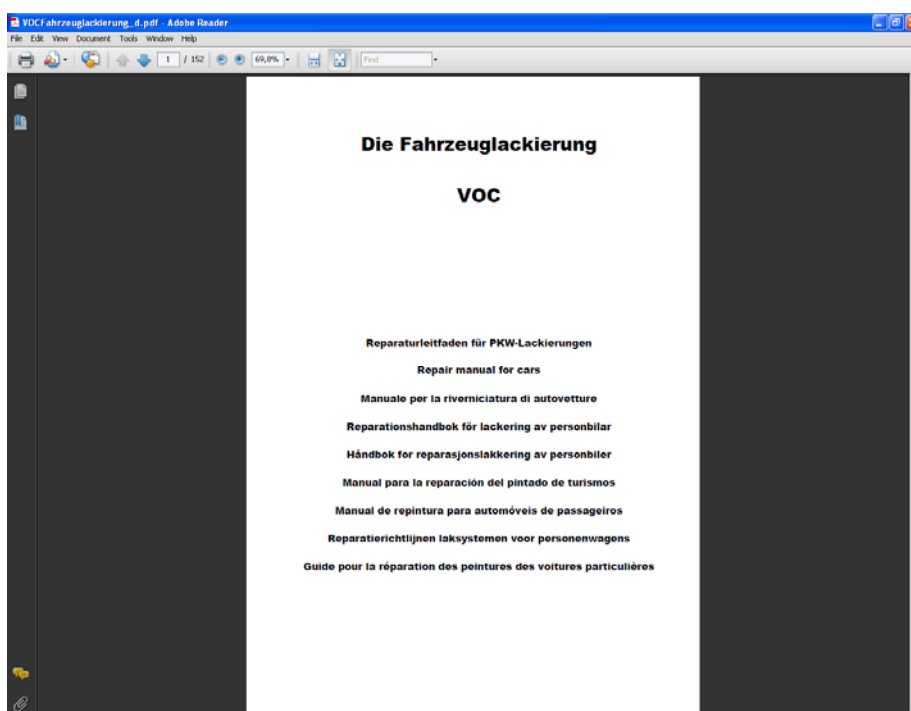 VOCFahrzeuglackierung_d.pdf - Adobe Reader
File Edit View Document Tools Window Help
1 / 152 69,8% Find
Die Fahrzeuglackierung
VOC
Reparaturleitfaden für PKW-Lackierungen
Repair manual for cars
Manuale per la riverniciatura di autovetture
Reparationshandbok för lackering av personbilar
Håndbok for reparasjonslakkering av personbiler
Manual para la reparación del pintado de turismos
Manual de repintura para automóveis de passageiros
Reparatierichtlijnen laksystemen voor personenwagens
Guide pour la réparation des peintures des voitures particulières